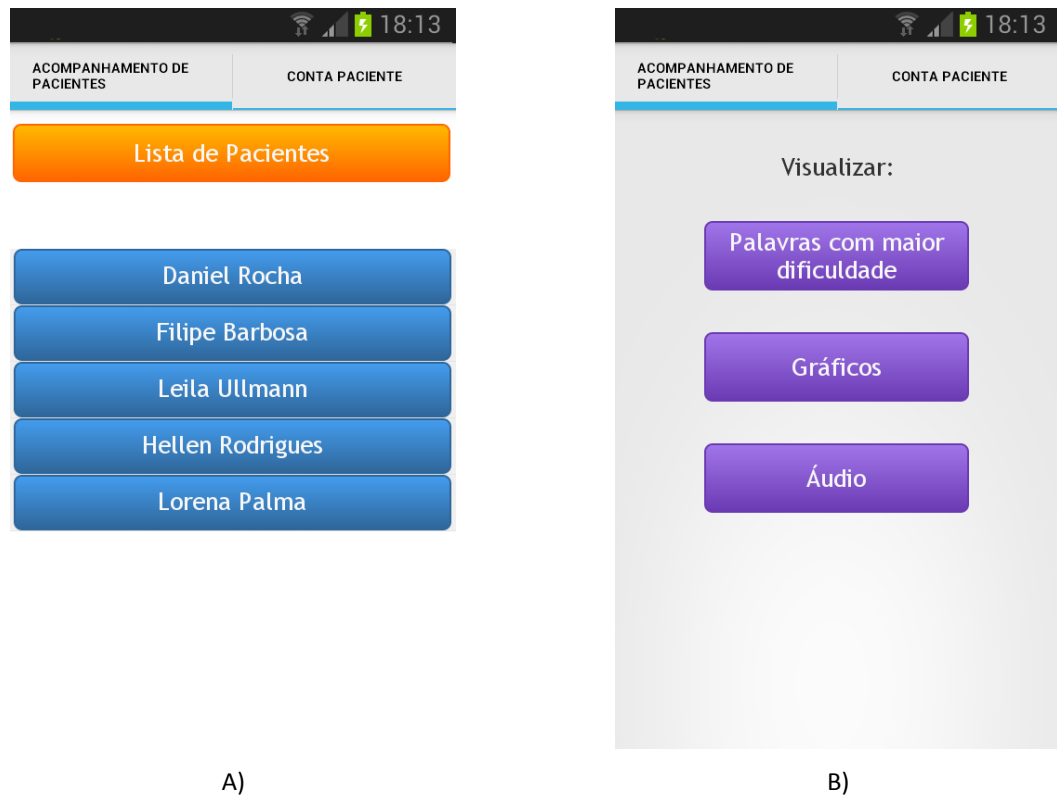 18:13
ACOMPANHAMENTO DE
PACIENTES
CONTA PACIENTE
Lista de Pacientes
Daniel Rocha
Filipe Barbosa
Leila Ullmann
Hellen Rodrigues
Lorena Palma
A)
18:13
ACOMPANHAMENTO DE
PACIENTES
CONTA PACIENTE
Visualizar:
Palavras com maior
dificuldade
Gráficos
Áudio
B)